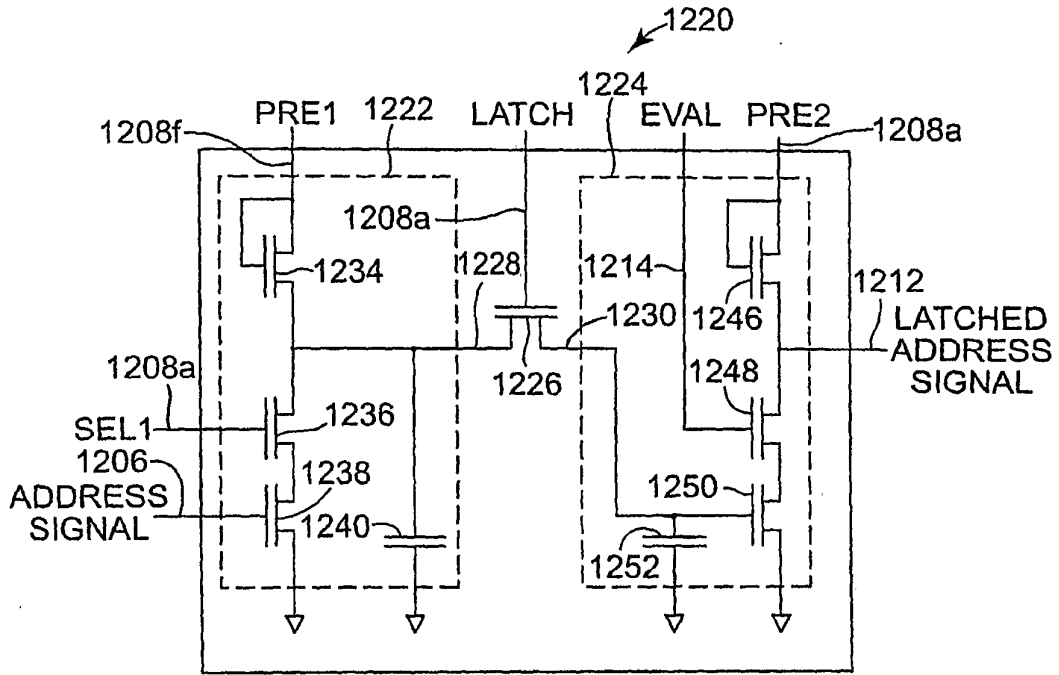 1220
1224
1222
PRE1
LATCH
EVAL
PRE2
1208f
1208a
1208a
1234
1228
1214
1246
1212
1230
LATCHED
ADDRESS
SIGNAL
1226
1208a
1248
SEL1
1236
1206
1238
ADDRESS
SIGNAL
1240
1250
1252